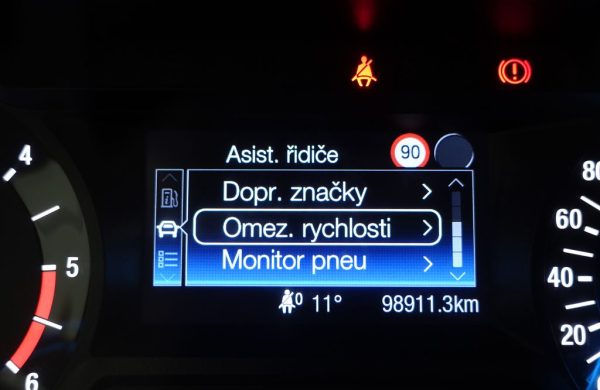 Asist. řidiče 90
Dopr. značky
Omez. rychlosti
Monitor pneu
0 11° 98911.3km
4
5
6
80
60
40
20